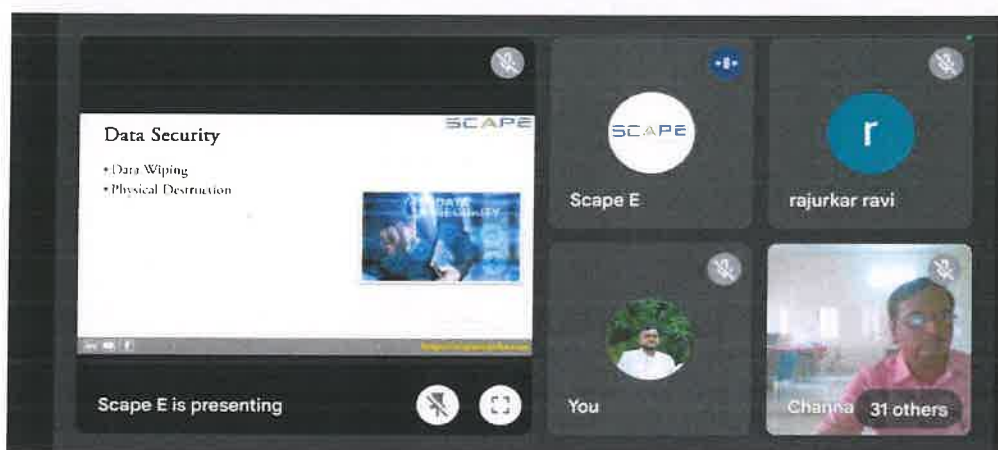 Data Security
SCAPE
• Data Wiping
• Physical Destruction
DATA
SECURITY
Scape E is presenting
SCAPE
Scape E
r
rajurkar ravi
You
Channa
31 others